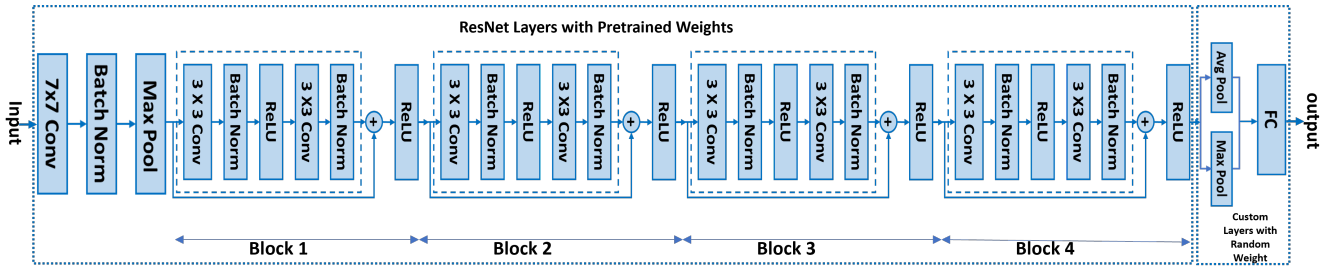 ResNet Layers with Pretrained Weights
Input
7x7 Conv
Batch Norm
Max Pool
3 X 3 Conv
Batch Norm
ReLU
3 X3 Conv
Batch Norm
+
ReLU
3 X 3 Conv
Batch Norm
ReLU
3 X3 Conv
Batch Norm
+
ReLU
3 X 3 Conv
Batch Norm
ReLU
3 X3 Conv
Batch Norm
+
ReLU
3 X 3 Conv
Batch Norm
ReLU
3 X3 Conv
Batch Norm
+
ReLU
Avg Pool
Max Pool
FC
output
Block 1
Block 2
Block 3
Block 4
Custom
Layers with
Random
Weight